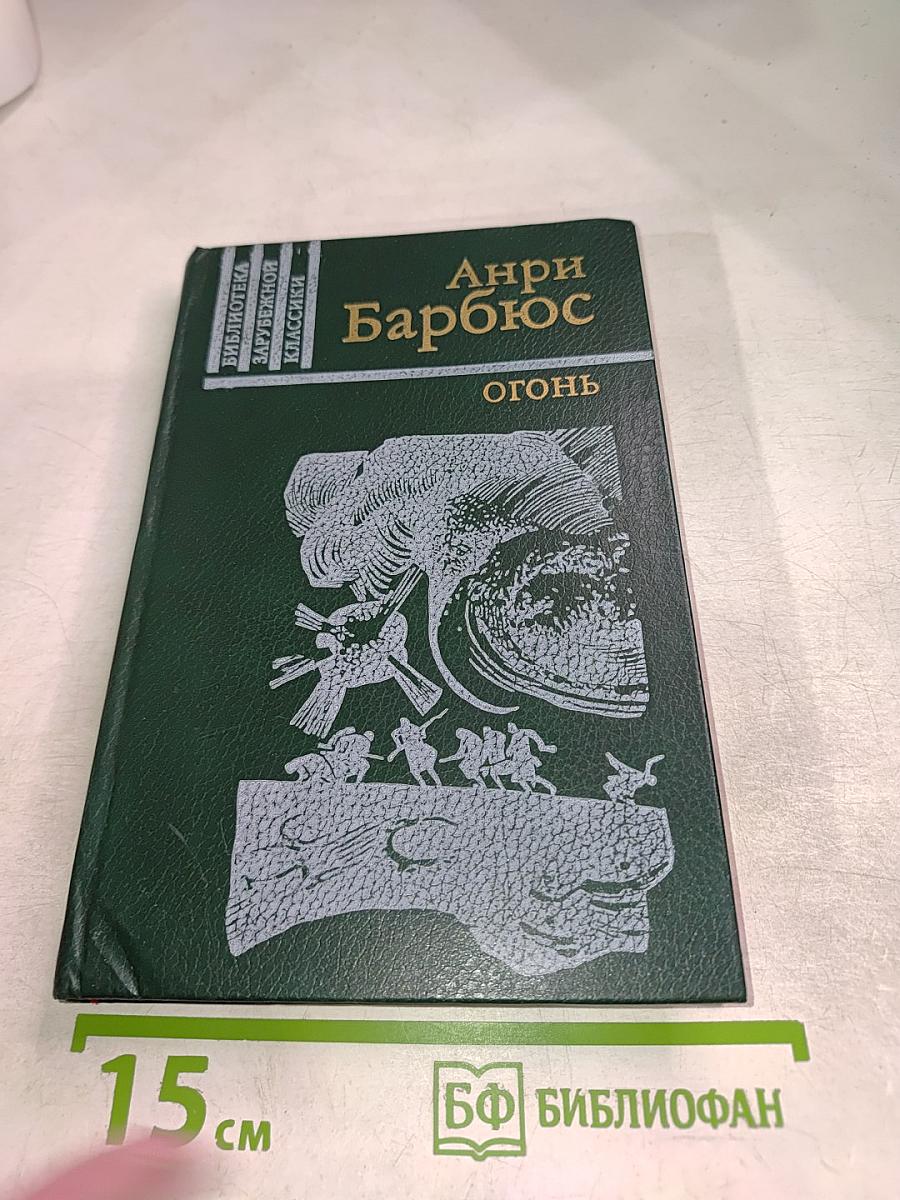 БИБЛИОТЕКА
ЗАРУБЕЖНОЙ
КЛАССИКИ
Анри
Барбюс
огонь
15 см
БФ БИБЛИОФАН